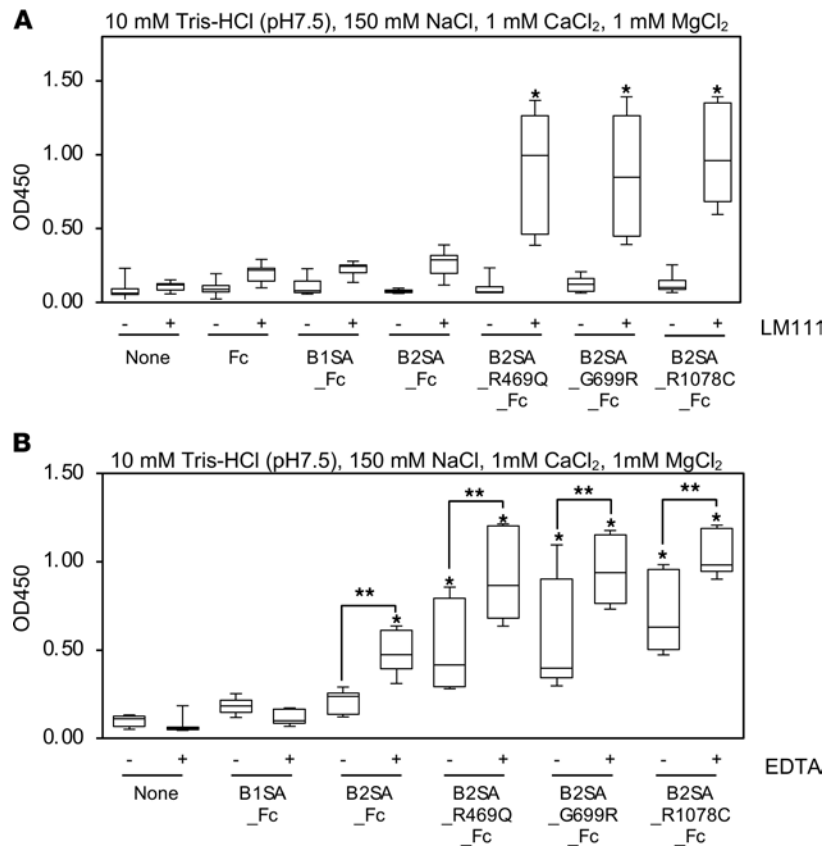 A
10 mM Tris-HCl (pH7.5), 150 mM NaCl, 1 mM CaCl₂, 1 mM MgCl₂
OD450
1.50
1.00
0.50
0.00
* * *
- + - + - + - + - + - + - +
LM111
None Fc B1SA B2SA B2SA B2SA B2SA
_Fc _Fc _R469Q _G699R _R1078C
_Fc _Fc _Fc
B
10 mM Tris-HCl (pH7.5), 150 mM NaCl, 1mM CaCl₂, 1mM MgCl₂
OD450
1.50
1.00
0.50
0.00
** ** ** **
* * * * * * *
- + - + - + - + - + - +
EDTA
None B1SA B2SA B2SA B2SA B2SA
_Fc _Fc _R469Q _G699R _R1078C
_Fc _Fc _Fc